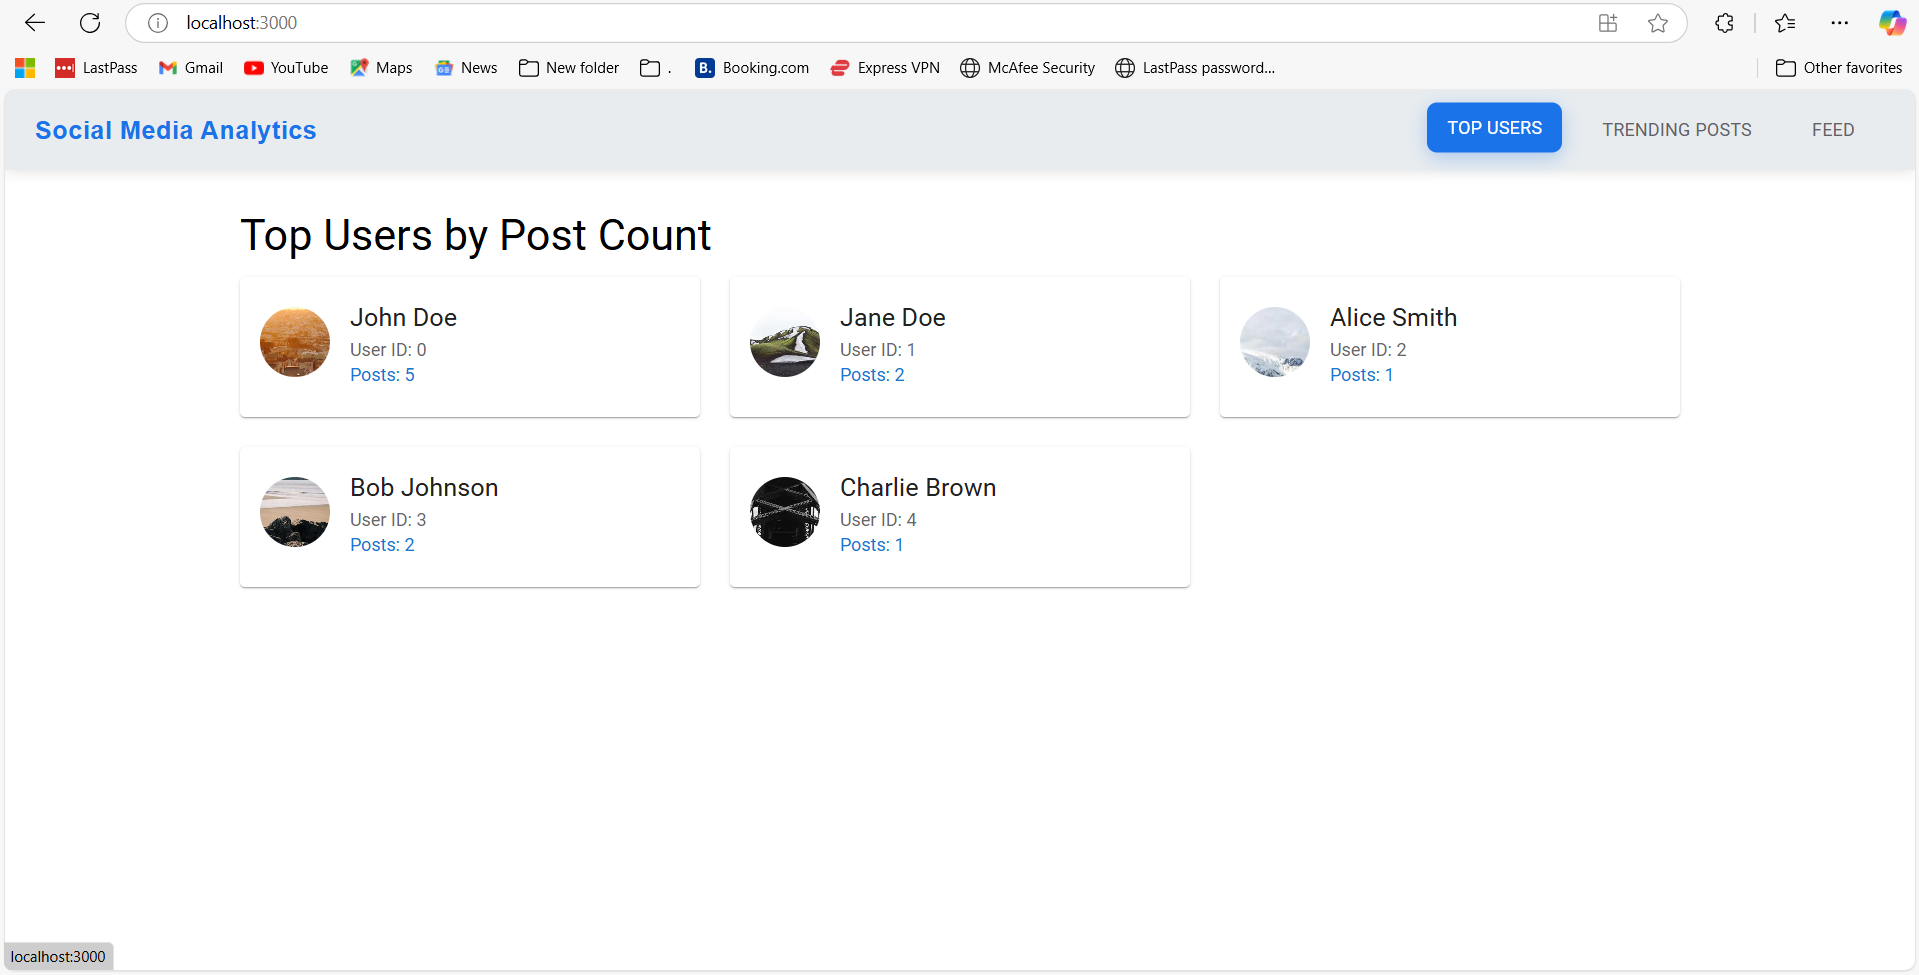 localhost:3000
LastPass Gmail YouTube Maps News New folder . B. Booking.com Express VPN McAfee Security LastPass password... Other favorites
Social Media Analytics TOP USERS TRENDING POSTS FEED
Top Users by Post Count
John Doe
User ID: 0
Posts: 5
Jane Doe
User ID: 1
Posts: 2
Alice Smith
User ID: 2
Posts: 1
Bob Johnson
User ID: 3
Posts: 2
Charlie Brown
User ID: 4
Posts: 1
localhost:3000